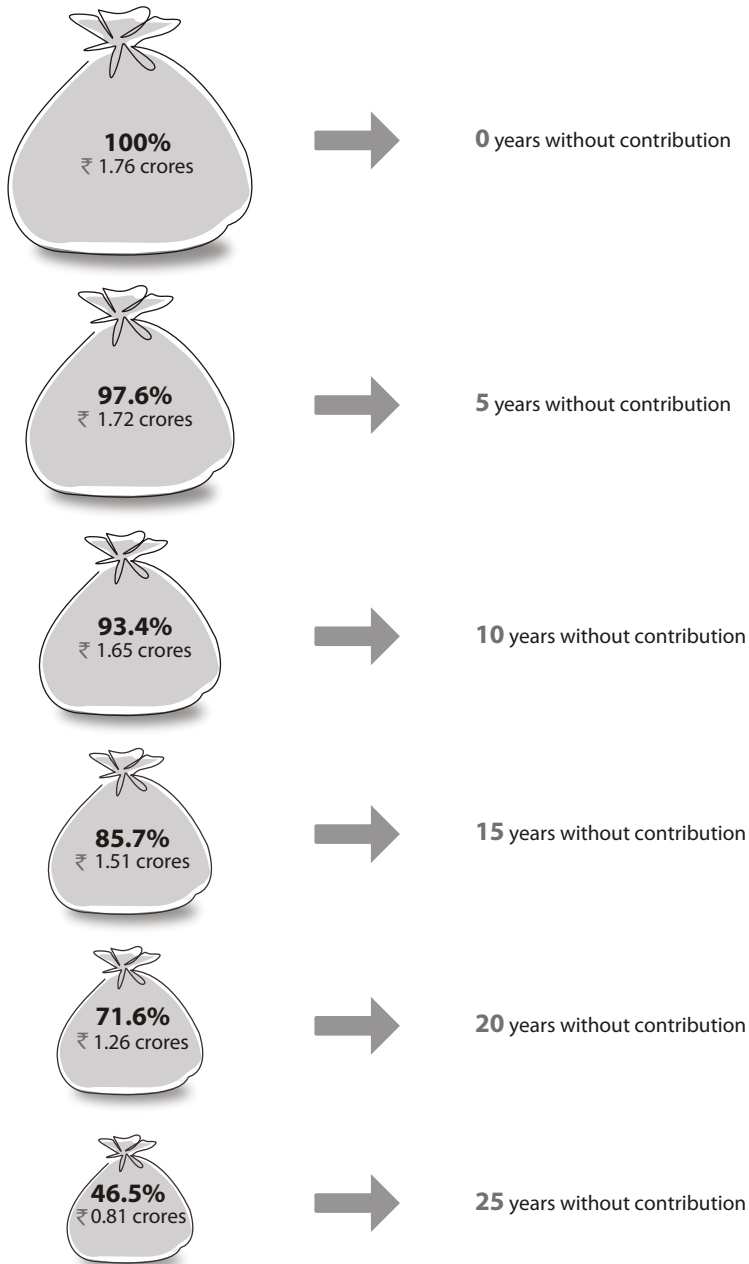 100%
₹ 1.76 crores
0 years without contribution
97.6%
₹ 1.72 crores
5 years without contribution
93.4%
₹ 1.65 crores
10 years without contribution
85.7%
₹ 1.51 crores
15 years without contribution
71.6%
₹ 1.26 crores
20 years without contribution
46.5%
₹ 0.81 crores
25 years without contribution